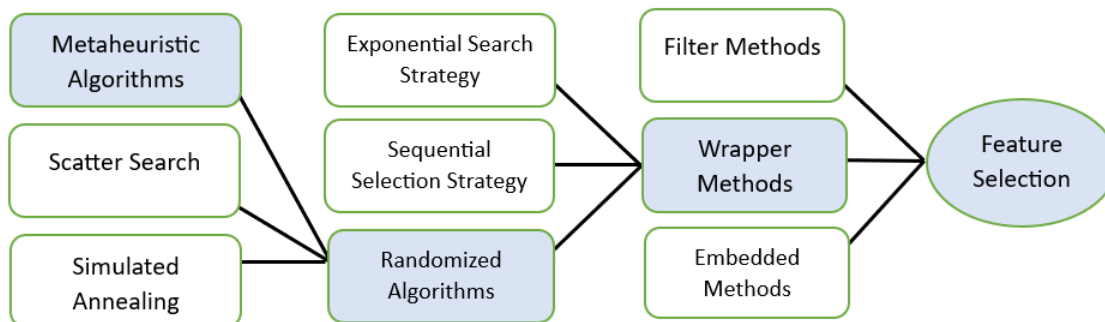 Metaheuristic
Algorithms
Scatter Search
Simulated
Annealing
Exponential Search
Strategy
Sequential
Selection Strategy
Randomized
Algorithms
Filter Methods
Wrapper
Methods
Embedded
Methods
Feature
Selection